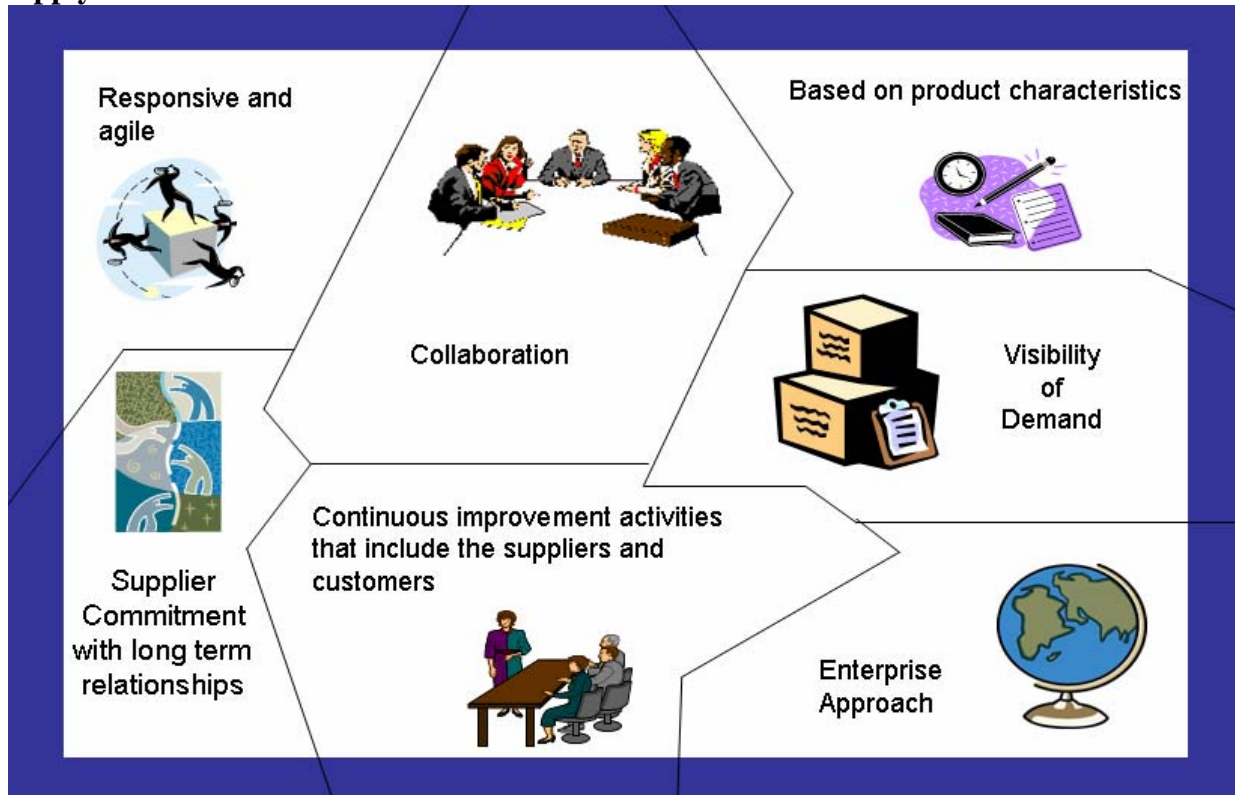 Responsive and
agile
Based on product characteristics
Collaboration
Visibility
of
Demand
Supplier
Commitment
with long term
relationships
Continuous improvement activities
that include the suppliers and
customers
Enterprise
Approach